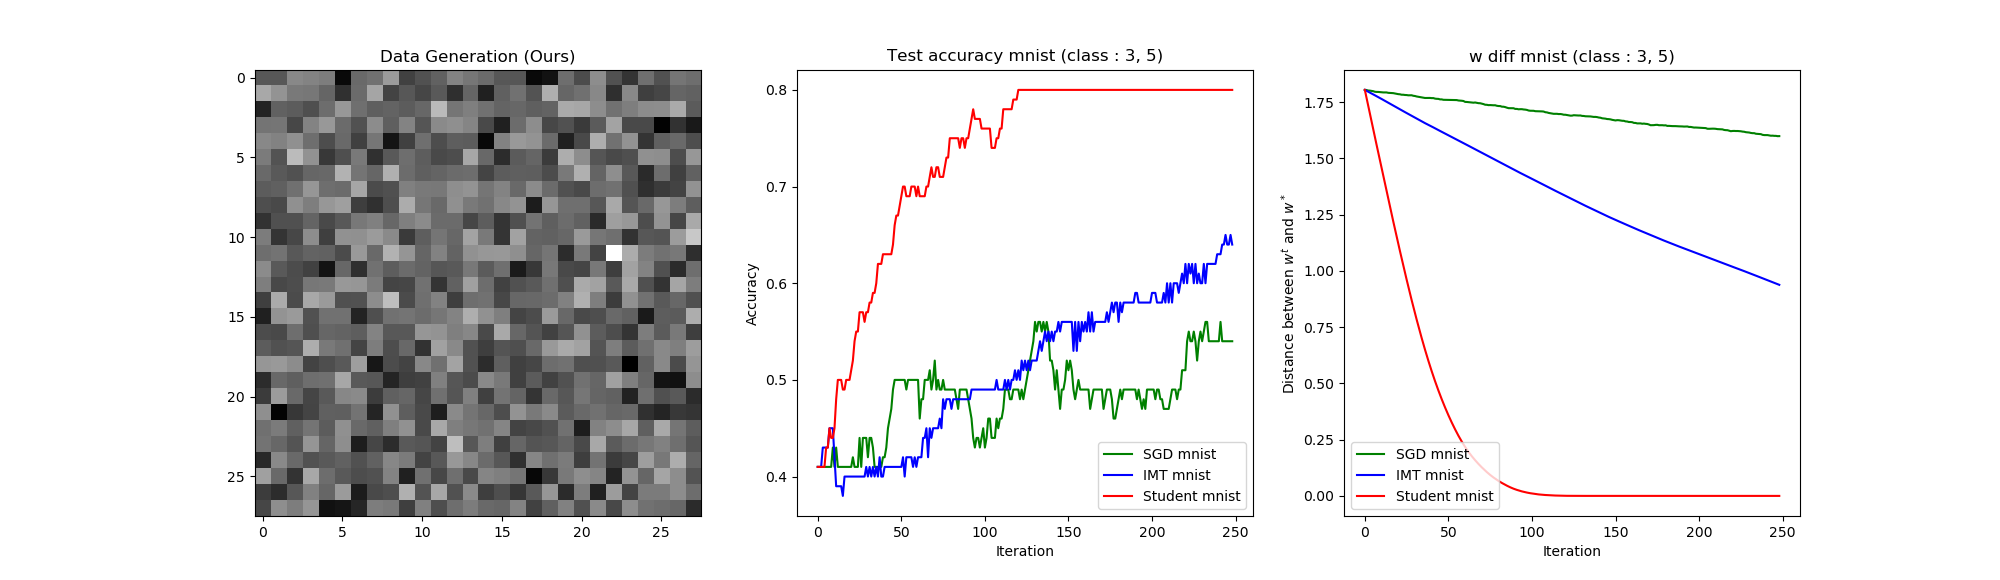 Data Generation (Ours)
0
5
10
15
20
25
0 5 10 15 20 25
Test accuracy mnist (class : 3, 5)
Accuracy
0.8
0.7
0.6
0.5
0.4
SGD mnist
IMT mnist
Student mnist
0 50 100 150 200 250
Iteration
w diff mnist (class : 3, 5)
Distance between w^t and w^*
1.75
1.50
1.25
1.00
0.75
0.50
0.25
0.00
SGD mnist
IMT mnist
Student mnist
0 50 100 150 200 250
Iteration